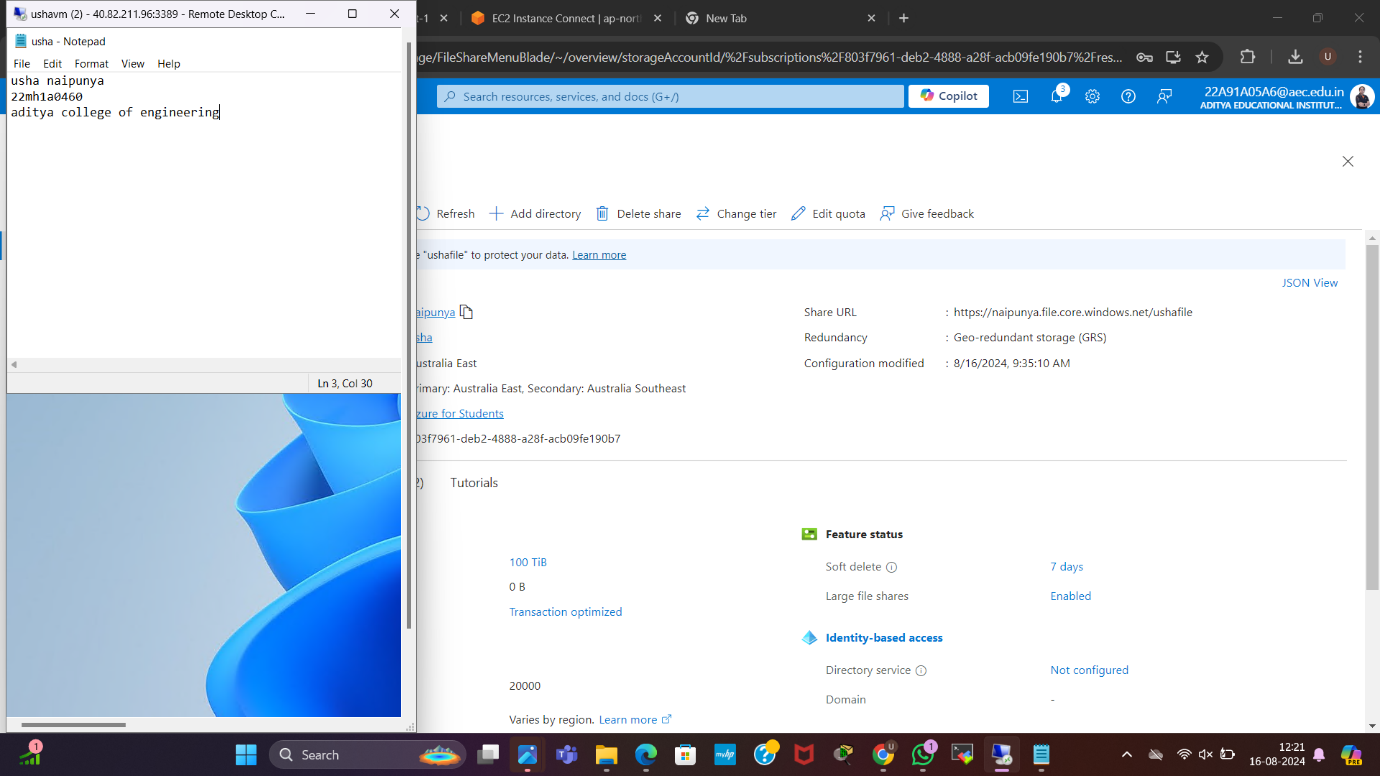 ushavm (2) - 40.82.211.96:3389 - Remote Desktop C...
t-1
EC2 Instance Connect | ap-nort
New Tab
usha - Notepad
File Edit Format View Help
usha naipunya
22mh1a0460
aditya college of engineering
Ln 3, Col 30
ge/FileShareMenuBlade/~/overview/storageAccountId/%2Fsubscriptions%2F803f7961-deb2-4888-a28f-acb09fe190b7%2Fres...
U
Search resources, services, and docs (G+/)
Copilot
3
22A91A05A6@aec.edu.in
ADITYA EDUCATIONAL INSTITUT...
Refresh Add directory Delete share Change tier Edit quota Give feedback
e "ushafile" to protect your data. Learn more
JSON View
aipunya
sha
ustralia East
rimary: Australia East, Secondary: Australia Southeast
zure for Students
03f7961-deb2-4888-a28f-acb09fe190b7
Share URL : https://naipunya.file.core.windows.net/ushafile
Redundancy : Geo-redundant storage (GRS)
Configuration modified : 8/16/2024, 9:35:10 AM
2) Tutorials
100 TiB
0 B
Transaction optimized
20000
Varies by region. Learn more
Feature status
Soft delete 7 days
Large file shares Enabled
Identity-based access
Directory service Not configured
Domain -
1
Search
U
1
12:21
16-08-2024
PRE